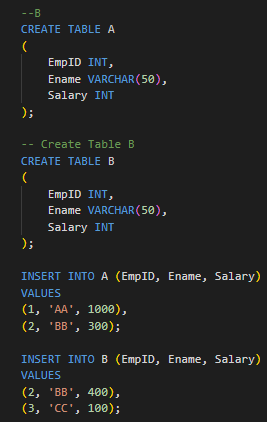 --B
CREATE TABLE A
(
    EmpID INT,
    Ename VARCHAR(50),
    Salary INT
);

-- Create Table B
CREATE TABLE B
(
    EmpID INT,
    Ename VARCHAR(50),
    Salary INT
);

INSERT INTO A (EmpID, Ename, Salary)
VALUES
(1, 'AA', 1000),
(2, 'BB', 300);

INSERT INTO B (EmpID, Ename, Salary)
VALUES
(2, 'BB', 400),
(3, 'CC', 100);